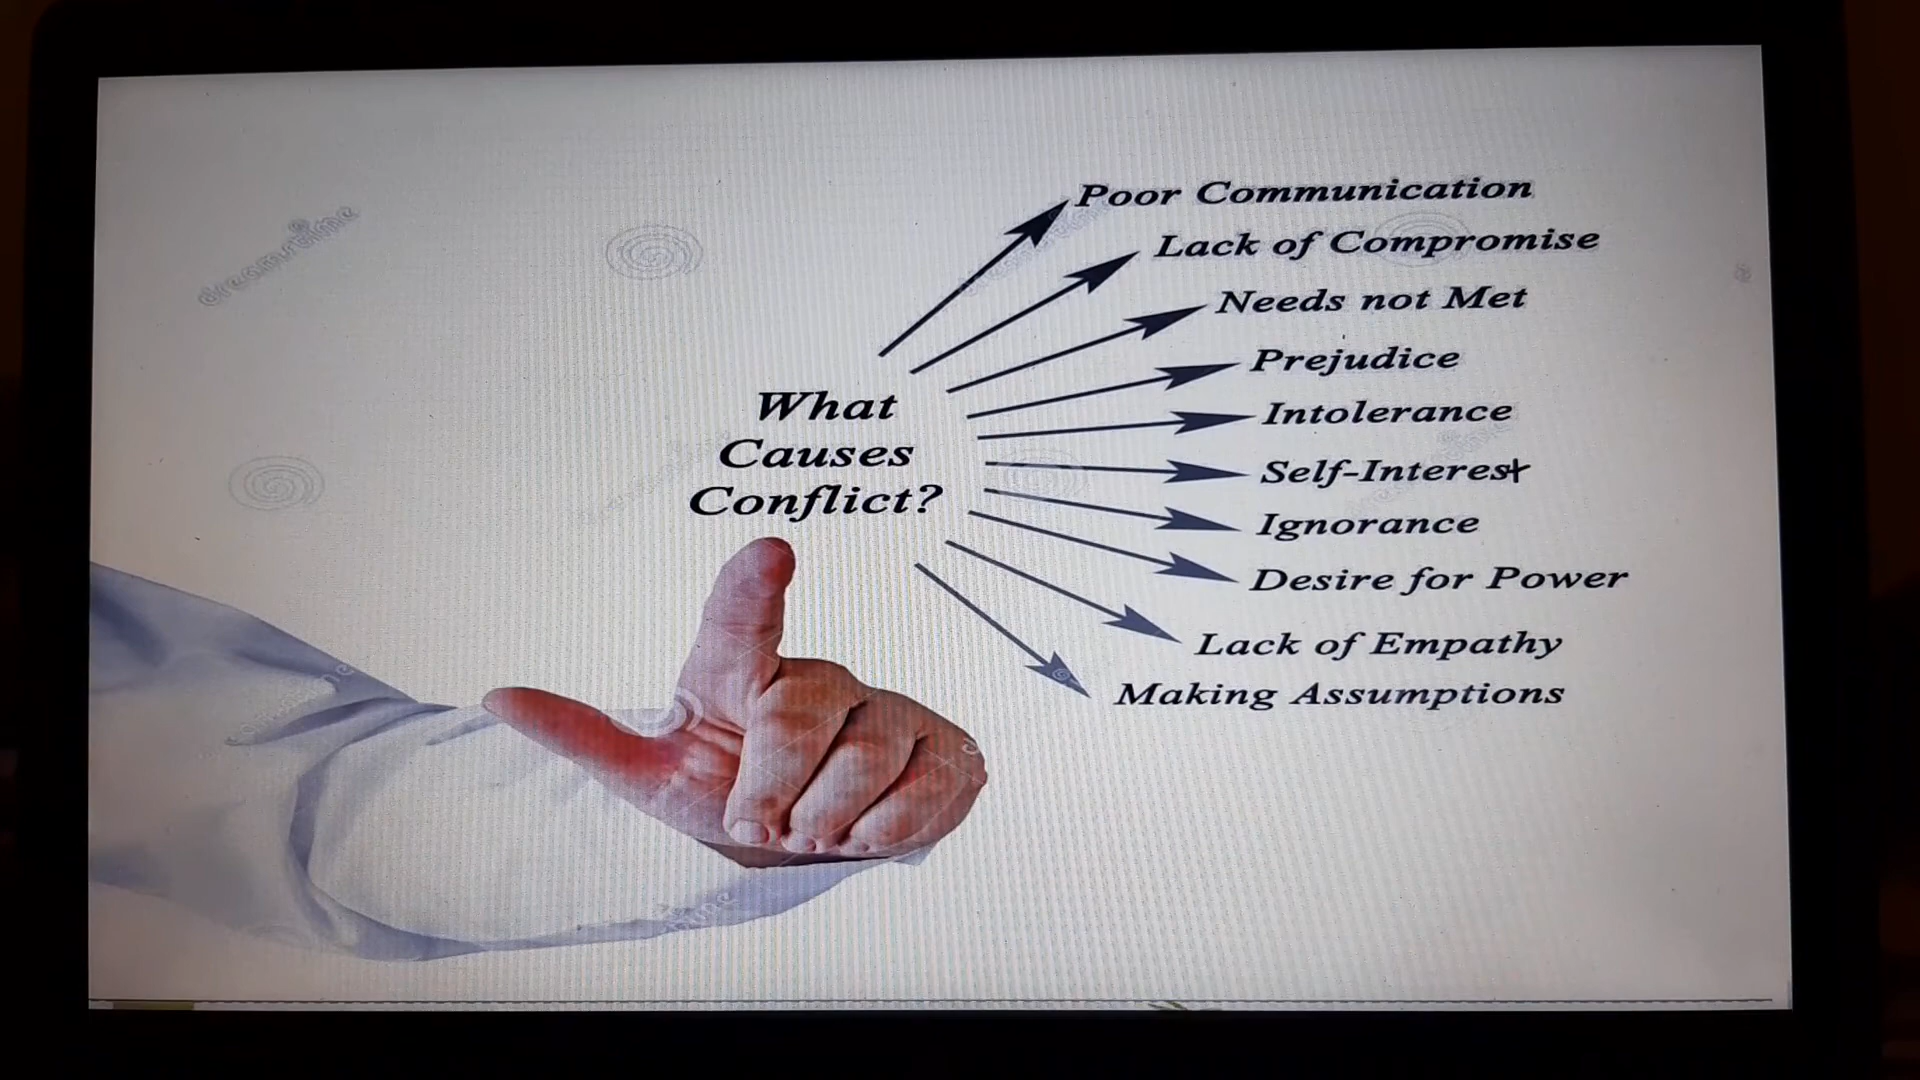 Poor Communication
Lack of Compromise
Needs not Met
Prejudice
What
Causes
Conflict?
Intolerance
Self-Interest
Ignorance
Desire for Power
Lack of Empathy
Making Assumptions
dreamstime